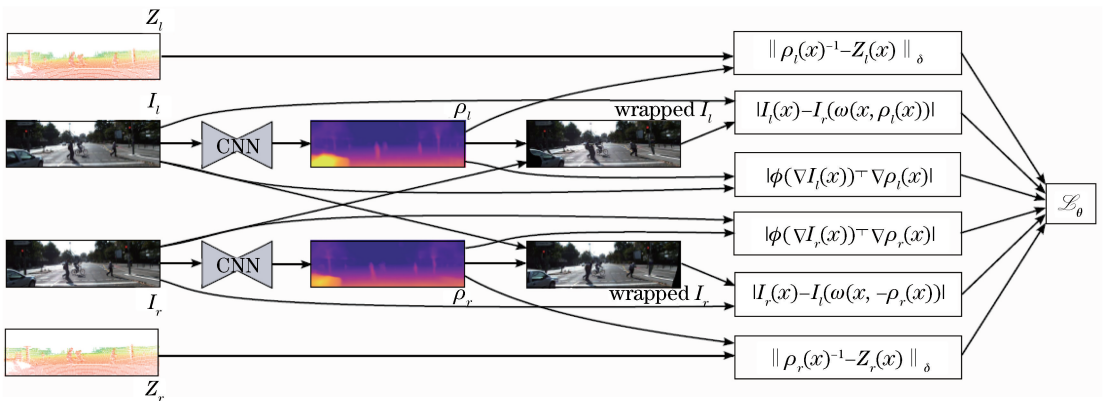 Z_l
‖ρ_l(x)^{-1}−Z_l(x)‖_δ
I_l
ρ_l
wrapped I_l
|I_l(x)−I_r(ω(x, ρ_l(x))|
CNN
|ϕ(∇I_l(x))^⊤∇ρ_l(x)|
ℒ_θ
|ϕ(∇I_r(x))^⊤∇ρ_r(x)|
CNN
I_r
ρ_r
wrapped I_r
|I_r(x)−I_l(ω(x, −ρ_r(x))|
‖ρ_r(x)^{-1}−Z_r(x)‖_δ
Z_r